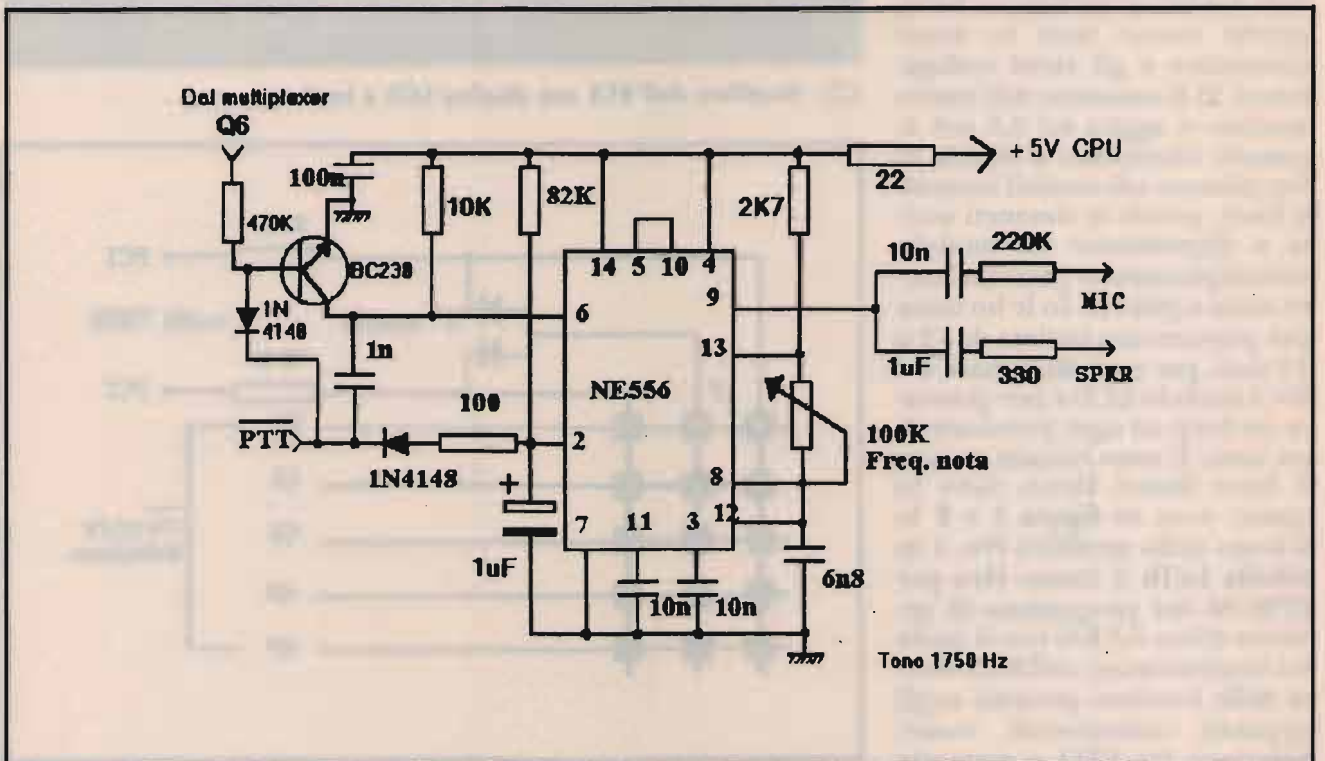 Dal multiplexer
Q6
100n
470K
10K
82K
2K7
22
+5V CPU
BC238
1N
4148
1n
14 5 10 4
6
9
10n
220K
MIC
13
1uF
330
SPKR
NE556
100
PTT
2
1N4148
+
100K
Freq. nota
8
12
7
11
3
1uF
10n
10n
6n8
Tono 1750 Hz